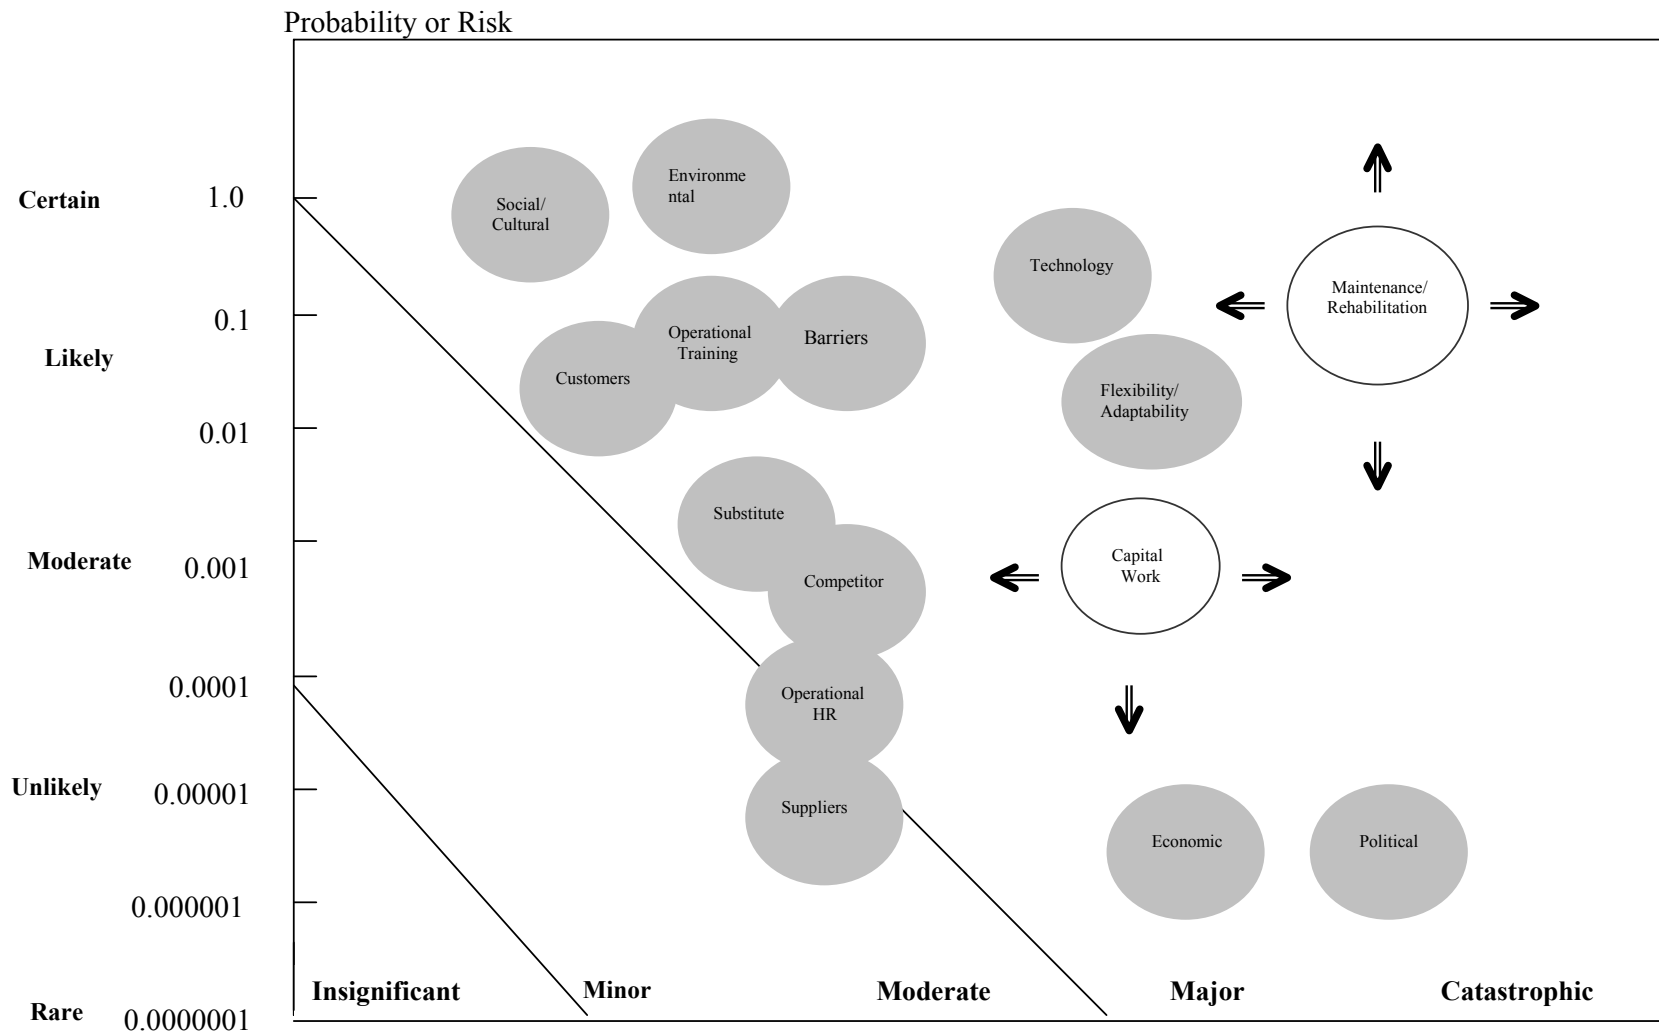 Probability or Risk
Certain 1.0
Social/
Cultural
Environme
ntal
Technology
Maintenance/
Rehabilitation
0.1
Likely
Operational
Training
Barriers
Customers
Flexibility/
Adaptability
0.01
Substitute
Moderate 0.001
Competitor
Capital
Work
0.0001
Operational
HR
Unlikely 0.00001
Suppliers
Economic
Political
0.000001
Insignificant Minor Moderate Major Catastrophic
Rare 0.0000001